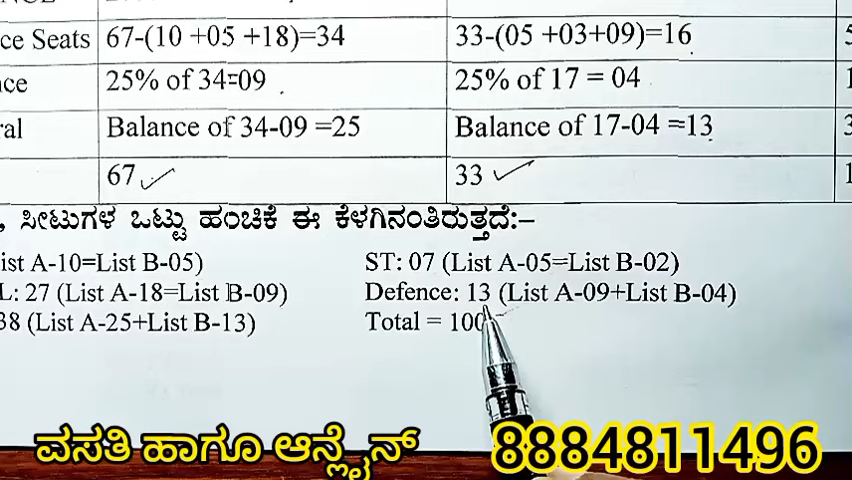 ce Seats 67-(10 +05 +18)=34 33-(05 +03+09)=16
nce 25% of 34=09 25% of 17 = 04
ral Balance of 34-09 =25 Balance of 17-04 =13
67 33
, ಸೀಟುಗಳ ಒಟ್ಟು ಹಂಚಿಕೆ ಈ ಕೆಳಗಿನಂತಿರುತ್ತದೆ:–
ist A-10=List B-05) ST: 07 (List A-05=List B-02)
L: 27 (List A-18=List B-09) Defence: 13 (List A-09+List B-04)
38 (List A-25+List B-13) Total = 100
ವಸತಿ ಹಾಗೂ ಆನ್ಲೈನ್ 8884811496